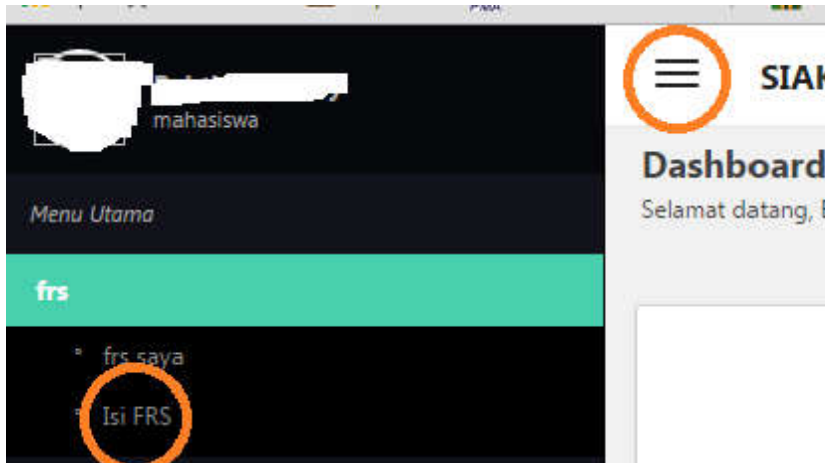 mahasiswa
Menu Utama
frs
frs saya
Isi FRS
SIAK
Dashboard
Selamat datang,